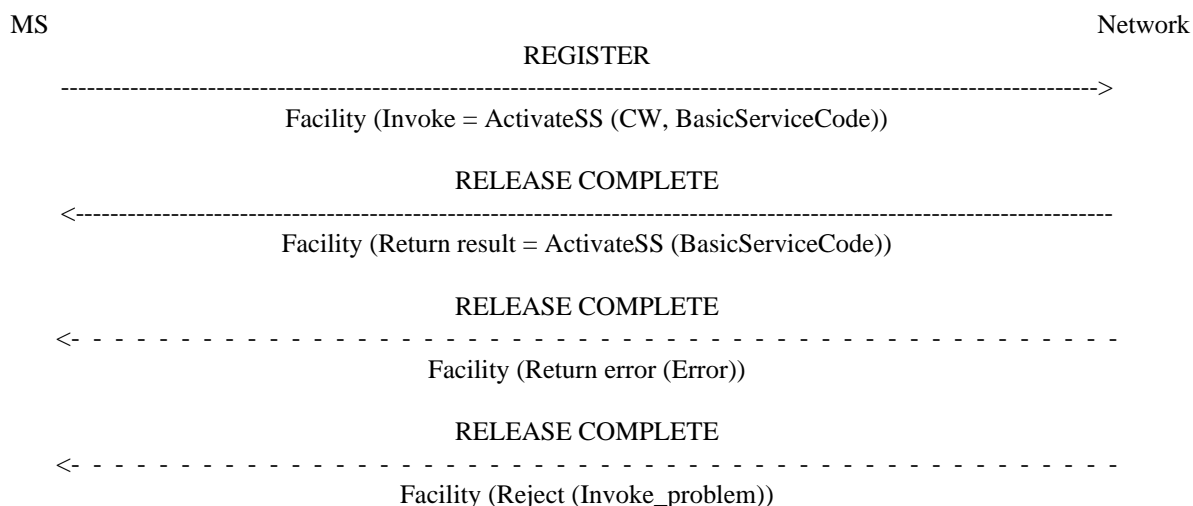 MS Network
REGISTER
------------------------------------------------------------------------------------------------------------------------>
Facility (Invoke = ActivateSS (CW, BasicServiceCode))
RELEASE COMPLETE
<------------------------------------------------------------------------------------------------------------------------
Facility (Return result = ActivateSS (BasicServiceCode))
RELEASE COMPLETE
<- - - - - - - - - - - - - - - - - - - - - - - - - - - - - - - - - - - - - - - - - - - - - - - - -
Facility (Return error (Error))
RELEASE COMPLETE
<- - - - - - - - - - - - - - - - - - - - - - - - - - - - - - - - - - - - - - - - - - - - - - - - -
Facility (Reject (Invoke_problem))